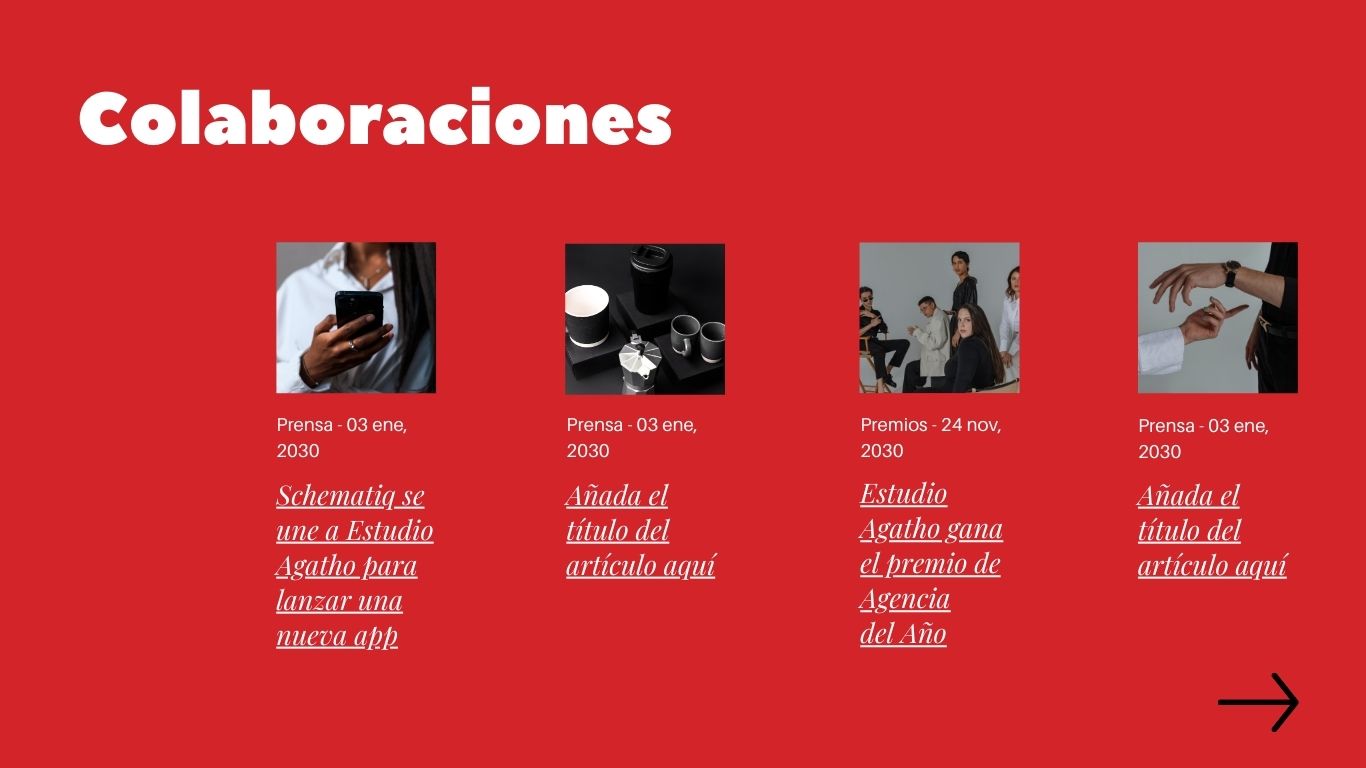 Colaboraciones
Prensa - 03 ene,
2030
Schematiq se
une a Estudio
Agatho para
lanzar una
nueva app
Prensa - 03 ene,
2030
Añada el
título del
artículo aquí
Premios - 24 nov,
2030
Estudio
Agatho gana
el premio de
Agencia
del Año
Prensa - 03 ene,
2030
Añada el
título del
artículo aquí